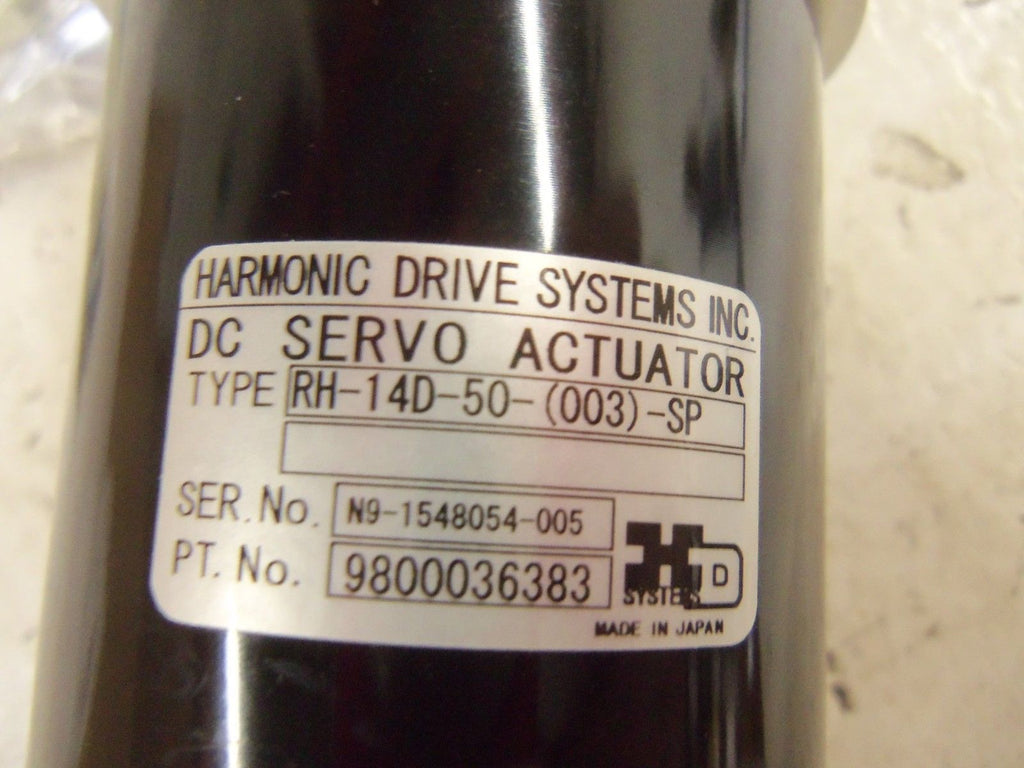 HARMONIC DRIVE SYSTEMS INC.
DC SERVO ACTUATOR
TYPE RH-14D-50-(003)-SP
SER.No. N9-1548054-005
PT.No. 9800036383
HD
SYSTEMS
MADE IN JAPAN